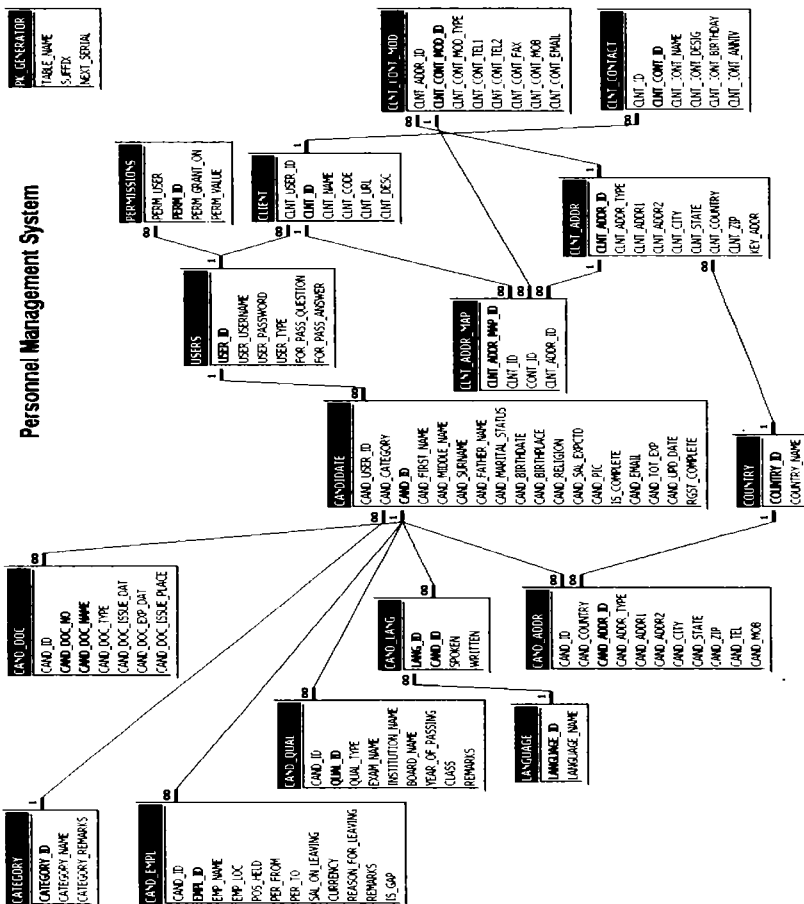 Personnel Management System
CATEGORY
CATEGORY_ID
CATEGORY_NAME
CATEGORY_REMARKS
CAND_DOC
CAND_ID
CAND_DOC_NO
CAND_DOC_NAME
CAND_DOC_TYPE
CAND_DOC_ISSUE_DAT
CAND_DOC_EXP_DAT
CAND_DOC_ISSUE_PLACE
PK_GENERATOR
TABLE_NAME
SUFFIX
NEXT_SERIAL
CAND_EMPL
CAND_ID
EMPL_ID
EMP_NAME
EMP_LOC
POS_HELD
PER_FROM
PER_TO
SAL_ON_LEAVING
CURRENCY
REASON_FOR_LEAVING
REMARKS
IS_GAP
PERMISSIONS
PERM_USER
PERM_ID
PERM_GRANT_ON
PERM_VALUE
USERS
USER_ID
USER_USERNAME
USER_PASSWORD
USER_TYPE
FOR_PASS_QUESTION
FOR_PASS_ANSWER
CLIENT
CLNT_USER_ID
CLNT_ID
CLNT_NAME
CLNT_CODE
CLNT_URL
CLNT_DESC
CAND_QUAL
CAND_ID
QUAL_ID
QUAL_TYPE
EXAM_NAME
INSTITUTION_NAME
BOARD_NAME
YEAR_OF_PASSING
CLASS
REMARKS
CANDIDATE
CAND_USER_ID
CAND_CATEGORY
CAND_ID
CAND_FIRST_NAME
CAND_MIDDLE_NAME
CAND_SURNAME
CAND_FATHER_NAME
CAND_MARITAL_STATUS
CAND_BIRTHDATE
CAND_BIRTHPLACE
CAND_RELIGION
CAND_SAL_EXPCTD
CAND_PIC
IS_COMPLETE
CAND_EMAIL
CAND_TOT_EXP
CAND_UPD_DATE
RGST_COMPLETE
CLNT_CONT_MOD
CLNT_ADDR_ID
CLNT_CONT_MOD_ID
CLNT_CONT_MOD_TYPE
CLNT_CONT_TEL1
CLNT_CONT_TEL2
CLNT_CONT_FAX
CLNT_CONT_MOB
CLNT_CONT_EMAIL
CAND_LANG
LANG_ID
CAND_ID
SPOKEN
WRITTEN
CLNT_ADDR_MAP
CLNT_ADDR_MAP_ID
CLNT_ID
CONT_ID
CLNT_ADDR_ID
LANGUAGE
LANGUAGE_ID
LANGUAGE_NAME
CAND_ADDR
CAND_ID
CAND_COUNTRY
CAND_ADDR_ID
CAND_ADDR_TYPE
CAND_ADDR1
CAND_ADDR2
CAND_CITY
CAND_STATE
CAND_ZIP
CAND_TEL
CAND_MOB
CLNT_ADDR
CLNT_ADDR_ID
CLNT_ADDR_TYPE
CLNT_ADDR1
CLNT_ADDR2
CLNT_CITY
CLNT_STATE
CLNT_COUNTRY
CLNT_ZIP
KEY_ADDR
CLNT_CONTACT
CLNT_ID
CLNT_CONT_ID
CLNT_CONT_NAME
CLNT_CONT_DESIG
CLNT_CONT_BIRTHDAY
CLNT_CONT_ANNIV
COUNTRY
COUNTRY_ID
COUNTRY_NAME